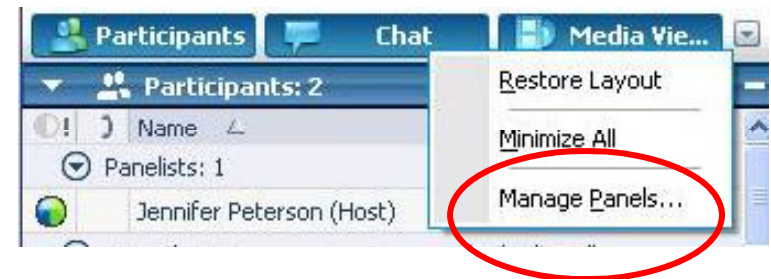 Participants Chat Media Vie...
Participants: 2
Restore Layout
Name
Minimize All
Panelists: 1
Manage Panels...
Jennifer Peterson (Host)